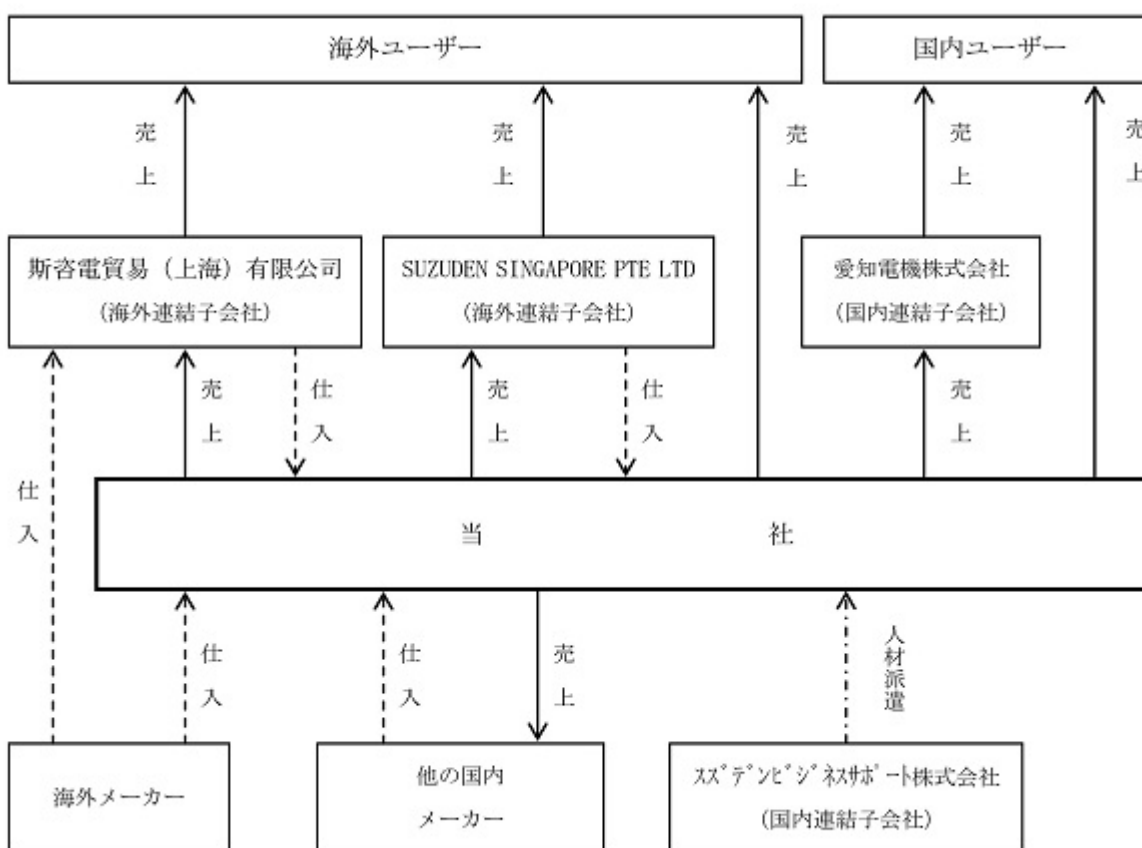 海外ユーザー
国内ユーザー
売上
売上
売上
売上
売上
斯咨電貿易（上海）有限公司
(海外連結子会社)
SUZUDEN SINGAPORE PTE LTD
(海外連結子会社)
愛知電機株式会社
(国内連結子会社)
仕入
売上
仕入
売上
仕入
売上
当社
仕入
仕入
売上
人材派遣
海外メーカー
他の国内
メーカー
ｽｽﾞﾃﾞﾝﾋﾞｼﾞﾈｽｻﾎﾟｰﾄ株式会社
(国内連結子会社)